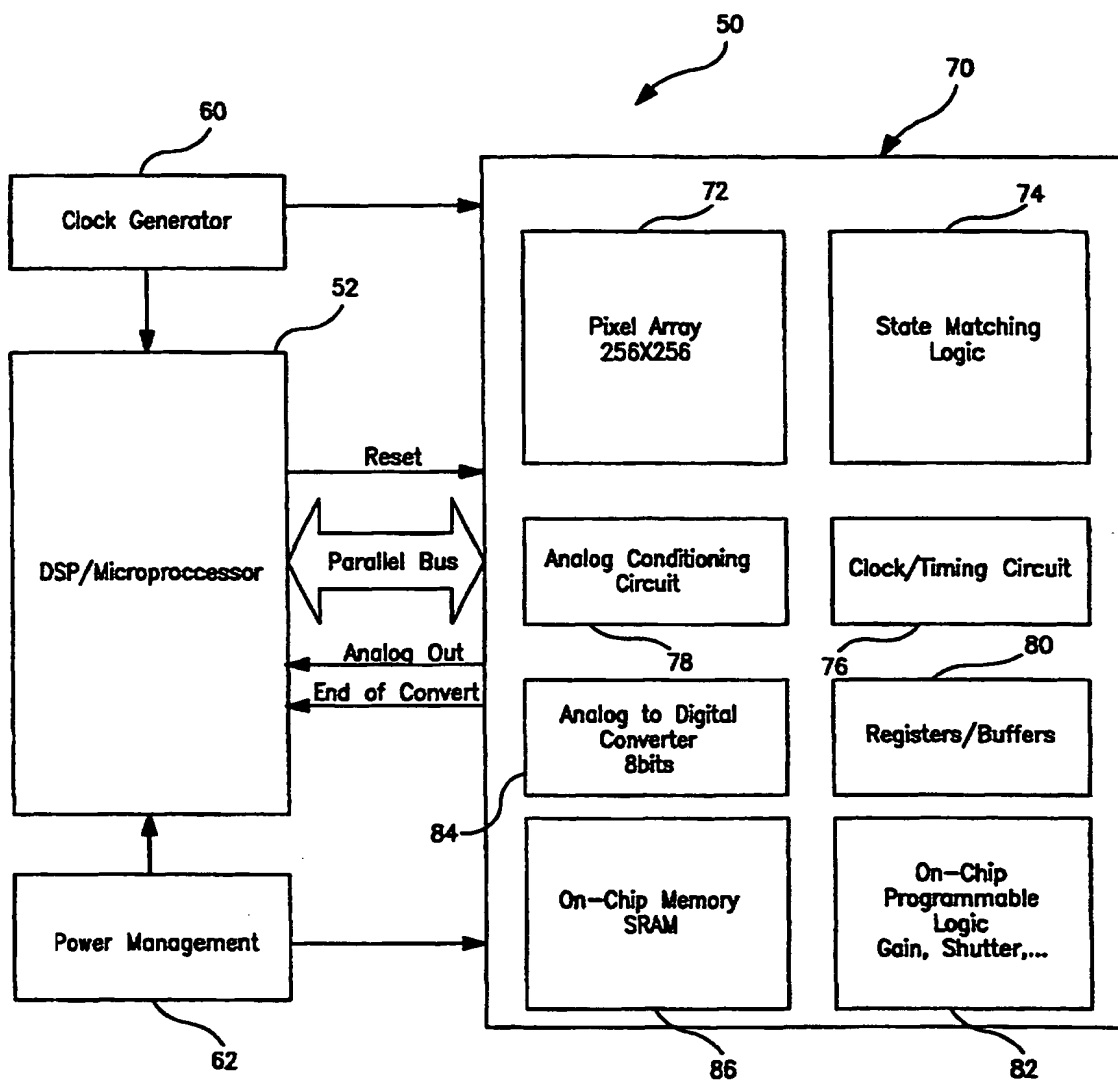 50
70
60
Clock Generator
72
74
52
Pixel Array
256X256
State Matching
Logic
Reset
DSP/Microproccessor
Parallel Bus
Analog Conditioning
Circuit
Clock/Timing Circuit
Analog Out
78
76
80
End of Convert
Analog to Digital
Converter
8bits
Registers/Buffers
84
Power Management
On-Chip Memory
SRAM
On-Chip
Programmable
Logic
Gain, Shutter,...
62
86
82